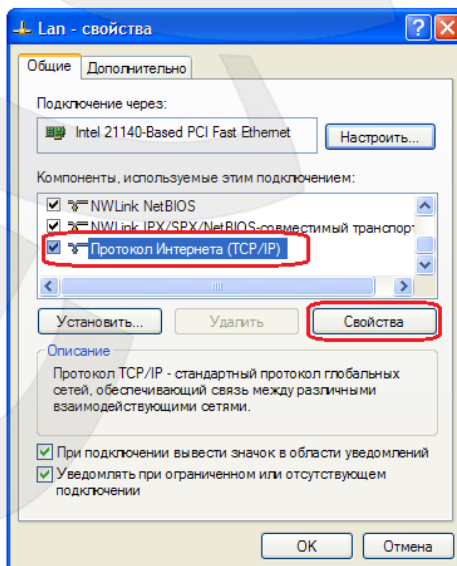 Lan - свойства
Общие Дополнительно
Подключение через:
Intel 21140-Based PCI Fast Ethernet Настроить...
Компоненты, используемые этим подключением:
NWLink NetBIOS
NWLink IPX/SPX/NetBIOS-совместимый транспорт
Протокол Интернета (TCP/IP)
Установить... Удалить Свойства
Описание
Протокол TCP/IP - стандартный протокол глобальных
сетей, обеспечивающий связь между различными
взаимодействующими сетями.
При подключении вывести значок в области уведомлений
Уведомлять при ограниченном или отсутствующем
подключении
OK Отмена